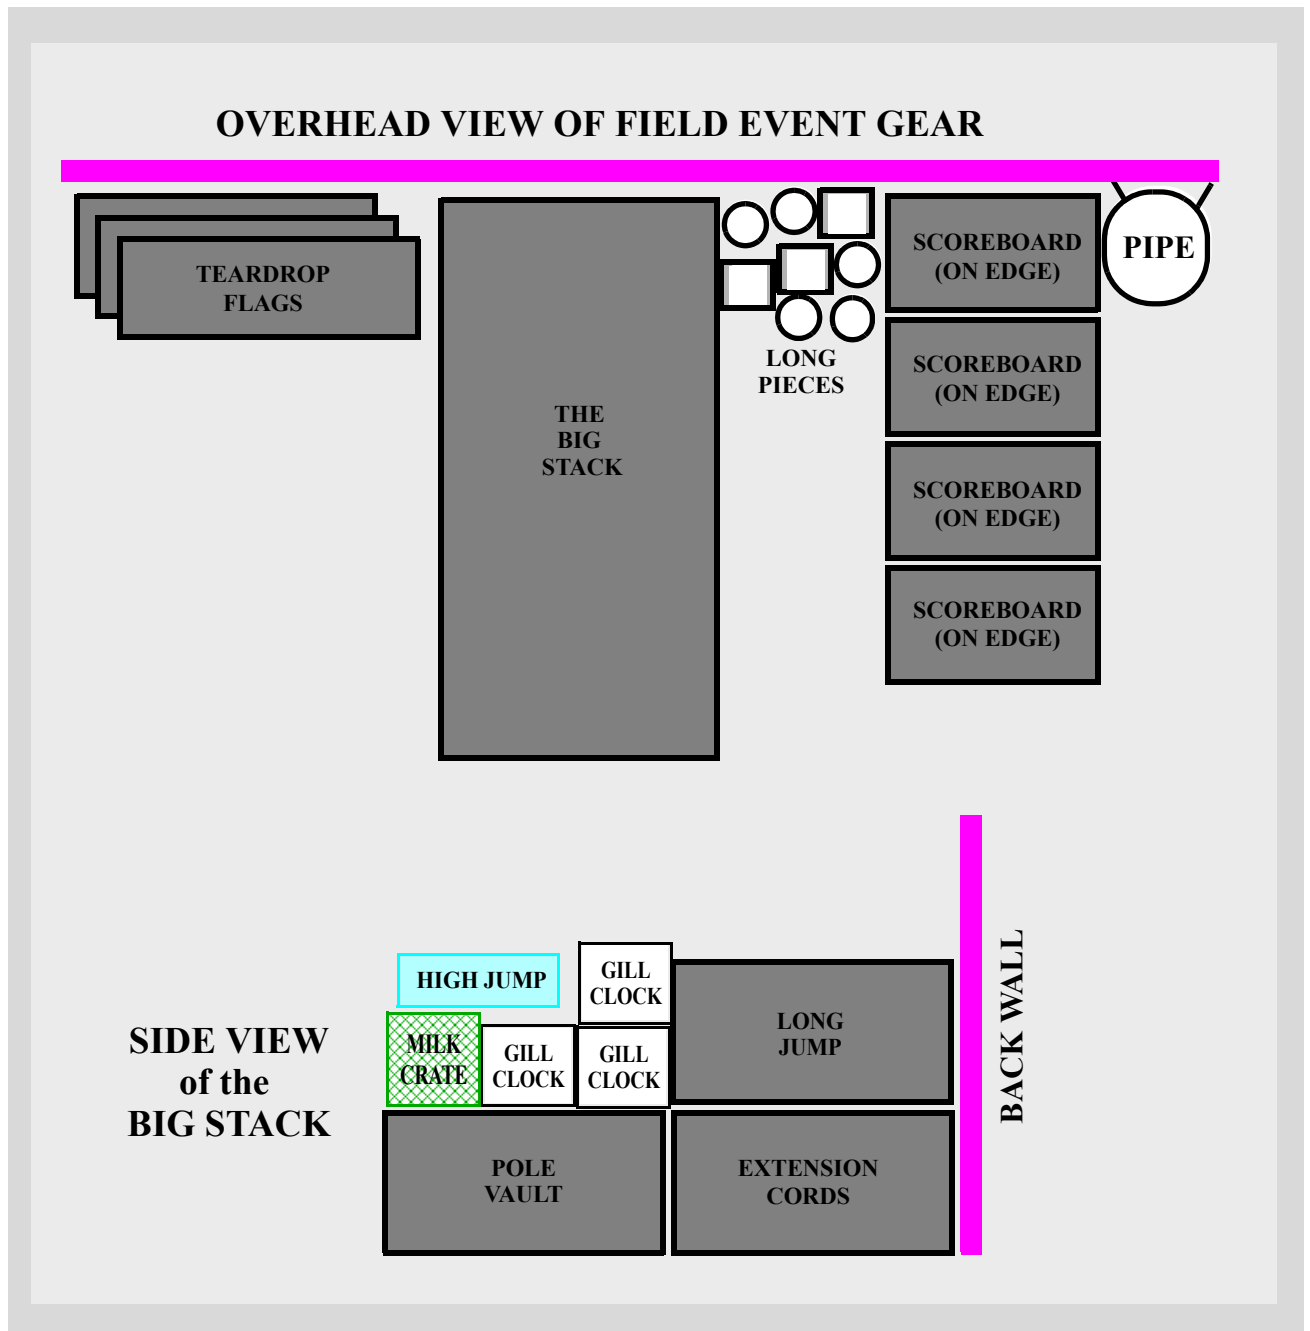 OVERHEAD VIEW OF FIELD EVENT GEAR
TEARDROP
FLAGS
THE
BIG
STACK
LONG
PIECES
SCOREBOARD
(ON EDGE)
PIPE
SCOREBOARD
(ON EDGE)
SCOREBOARD
(ON EDGE)
SCOREBOARD
(ON EDGE)
SIDE VIEW
of the
BIG STACK
HIGH JUMP
GILL
CLOCK
MILK
CRATE
GILL
CLOCK
GILL
CLOCK
LONG
JUMP
POLE
VAULT
EXTENSION
CORDS
BACK WALL